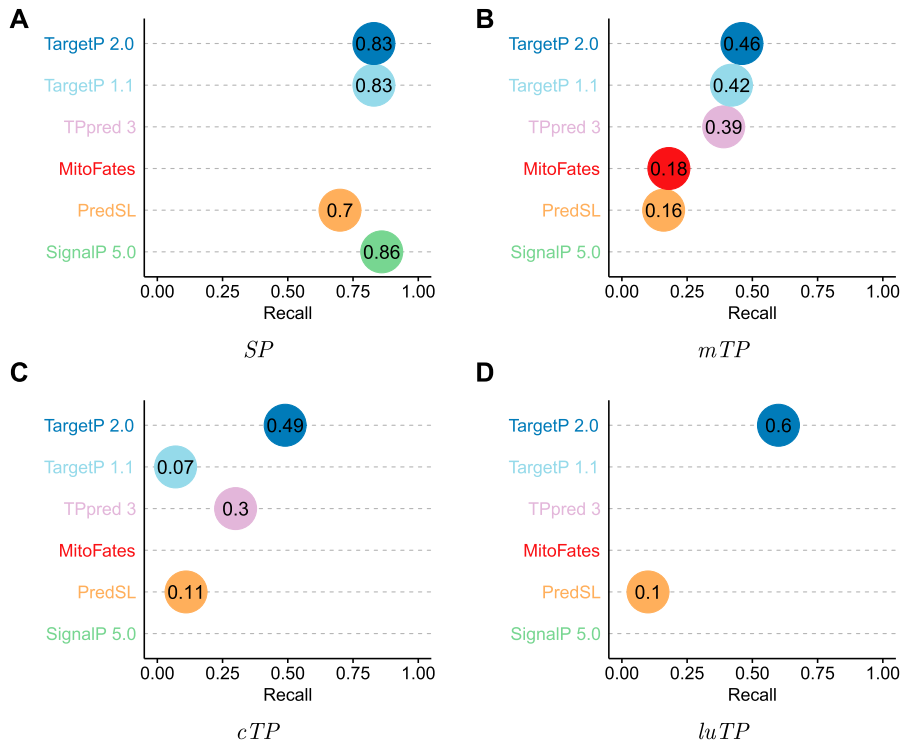 A
TargetP 2.0
0.83
TargetP 1.1
0.83
TPpred 3
MitoFates
PredSL
0.7
SignalP 5.0
0.86
0.00 0.25 0.50 0.75 1.00
Recall
SP
B
TargetP 2.0
0.46
TargetP 1.1
0.42
TPpred 3
0.39
MitoFates
0.18
PredSL
0.16
SignalP 5.0
0.00 0.25 0.50 0.75 1.00
Recall
mTP
C
TargetP 2.0
0.49
TargetP 1.1
0.07
TPpred 3
0.3
MitoFates
PredSL
0.11
SignalP 5.0
0.00 0.25 0.50 0.75 1.00
Recall
cTP
D
TargetP 2.0
0.6
TargetP 1.1
TPpred 3
MitoFates
PredSL
0.1
SignalP 5.0
0.00 0.25 0.50 0.75 1.00
Recall
luTP